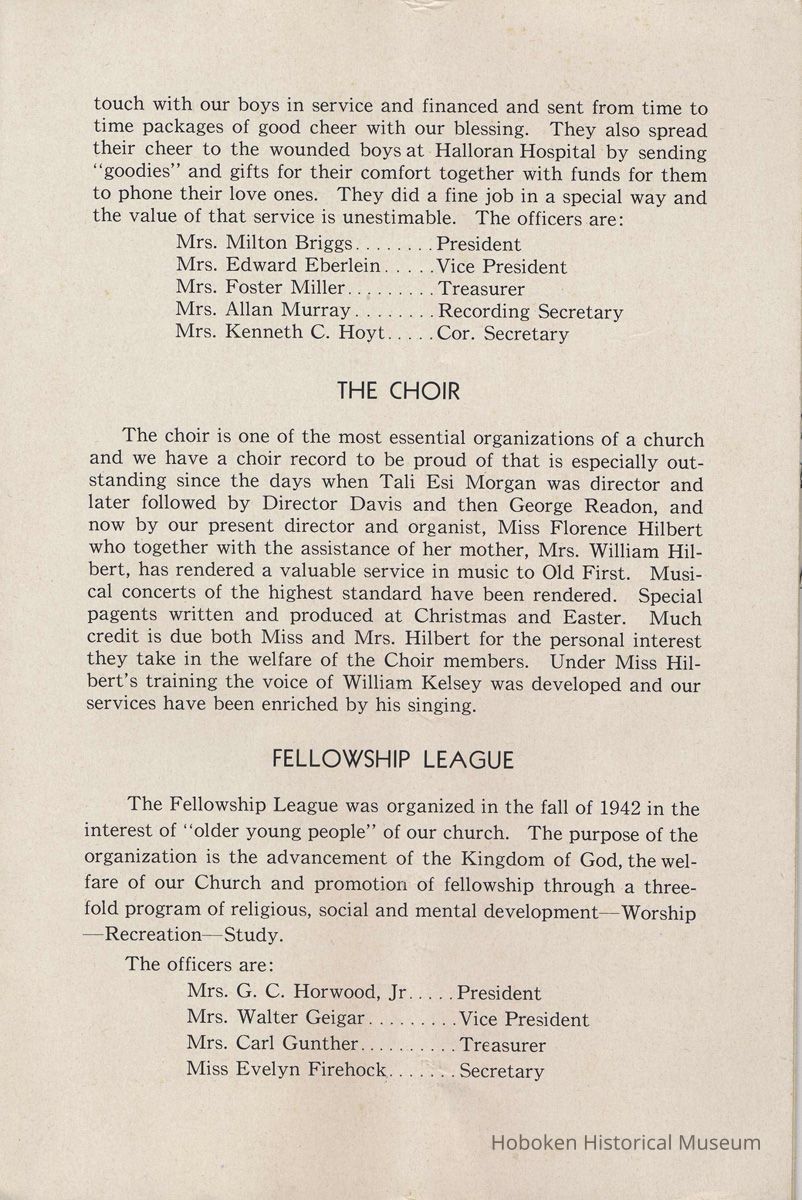 touch with our boys in service and financed and sent from time to
time packages of good cheer with our blessing. They also spread
their cheer to the wounded boys at Halloran Hospital by sending
“goodies” and gifts for their comfort together with funds for them
to phone their love ones. They did a fine job in a special way and
the value of that service is unestimable. The officers are:
Mrs. Milton Briggs........President
Mrs. Edward Eberlein.....Vice President
Mrs. Foster Miller.........Treasurer
Mrs. Allan Murray........Recording Secretary
Mrs. Kenneth C. Hoyt.....Cor. Secretary
THE CHOIR
The choir is one of the most essential organizations of a church
and we have a choir record to be proud of that is especially out-
standing since the days when Tali Esi Morgan was director and
later followed by Director Davis and then George Readon, and
now by our present director and organist, Miss Florence Hilbert
who together with the assistance of her mother, Mrs. William Hil-
bert, has rendered a valuable service in music to Old First. Musi-
cal concerts of the highest standard have been rendered. Special
pagents written and produced at Christmas and Easter. Much
credit is due both Miss and Mrs. Hilbert for the personal interest
they take in the welfare of the Choir members. Under Miss Hil-
bert’s training the voice of William Kelsey was developed and our
services have been enriched by his singing.
FELLOWSHIP LEAGUE
The Fellowship League was organized in the fall of 1942 in the
interest of “older young people” of our church. The purpose of the
organization is the advancement of the Kingdom of God, the wel-
fare of our Church and promotion of fellowship through a three-
fold program of religious, social and mental development—Worship
—Recreation—Study.
The officers are:
Mrs. G. C. Horwood, Jr.....President
Mrs. Walter Geigar.........Vice President
Mrs. Carl Gunther..........Treasurer
Miss Evelyn Firehock.......Secretary
Hoboken Historical Museum